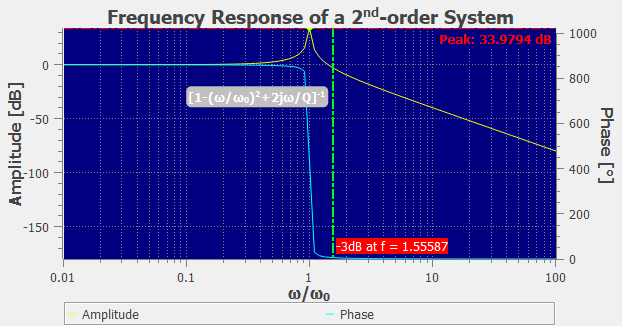 Frequency Response of a 2nd-order System
Peak: 33.9794 dB
[1-(ω/ω0)²+2jω/Q]⁻¹
-3dB at f = 1.55587
Amplitude [dB]
0
-50
-100
-150
Phase [°]
1000
800
600
400
200
0
0.01 0.1 1.0 10 100
ω/ω0
Amplitude Phase